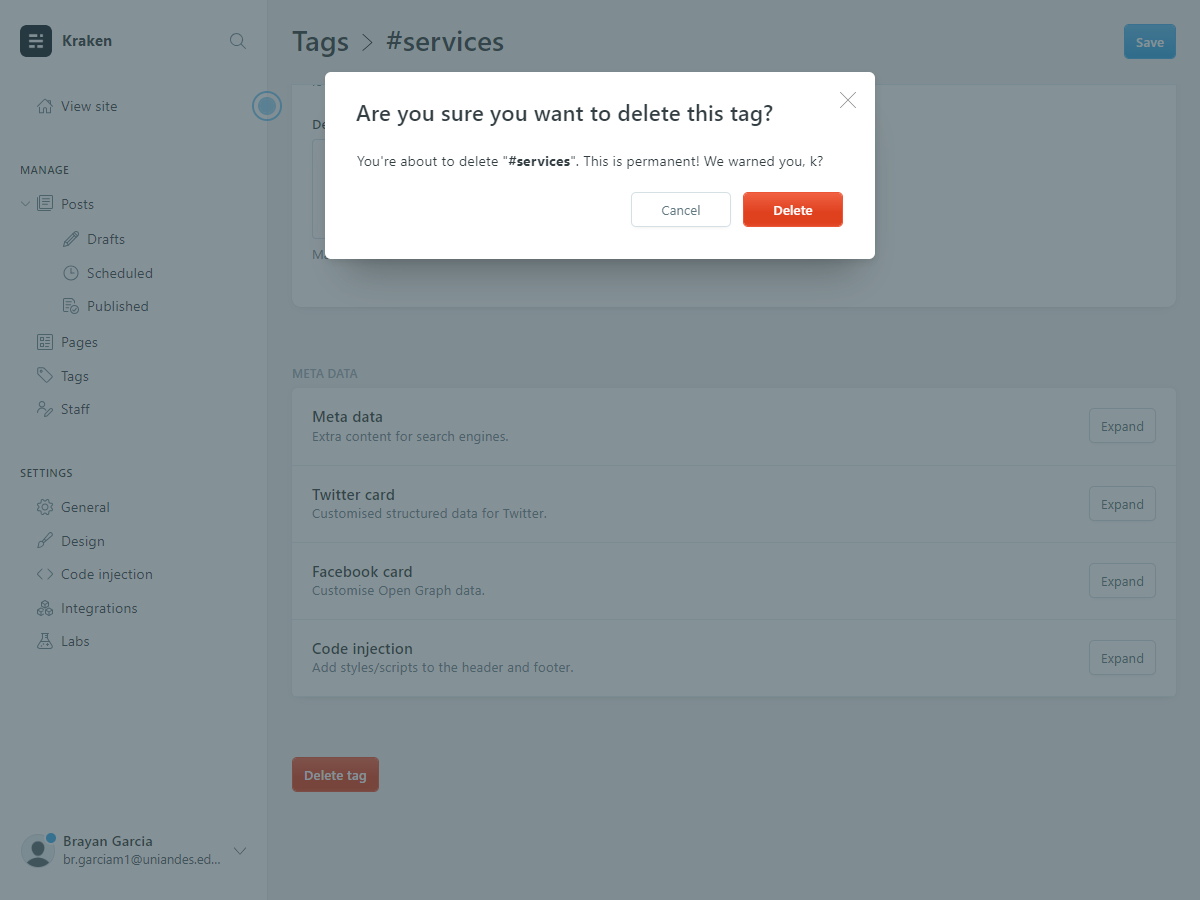 Kraken
Tags > #services
Save
View site
Are you sure you want to delete this tag?
You're about to delete "#services". This is permanent! We warned you, k?
Cancel
Delete
MANAGE
Posts
Drafts
Scheduled
Published
Pages
Tags
Staff
SETTINGS
General
Design
Code injection
Integrations
Labs
META DATA
Meta data
Extra content for search engines.
Expand
Twitter card
Customised structured data for Twitter.
Expand
Facebook card
Customise Open Graph data.
Expand
Code injection
Add styles/scripts to the header and footer.
Expand
Delete tag
Brayan Garcia
br.garciam1@uniandes.ed...